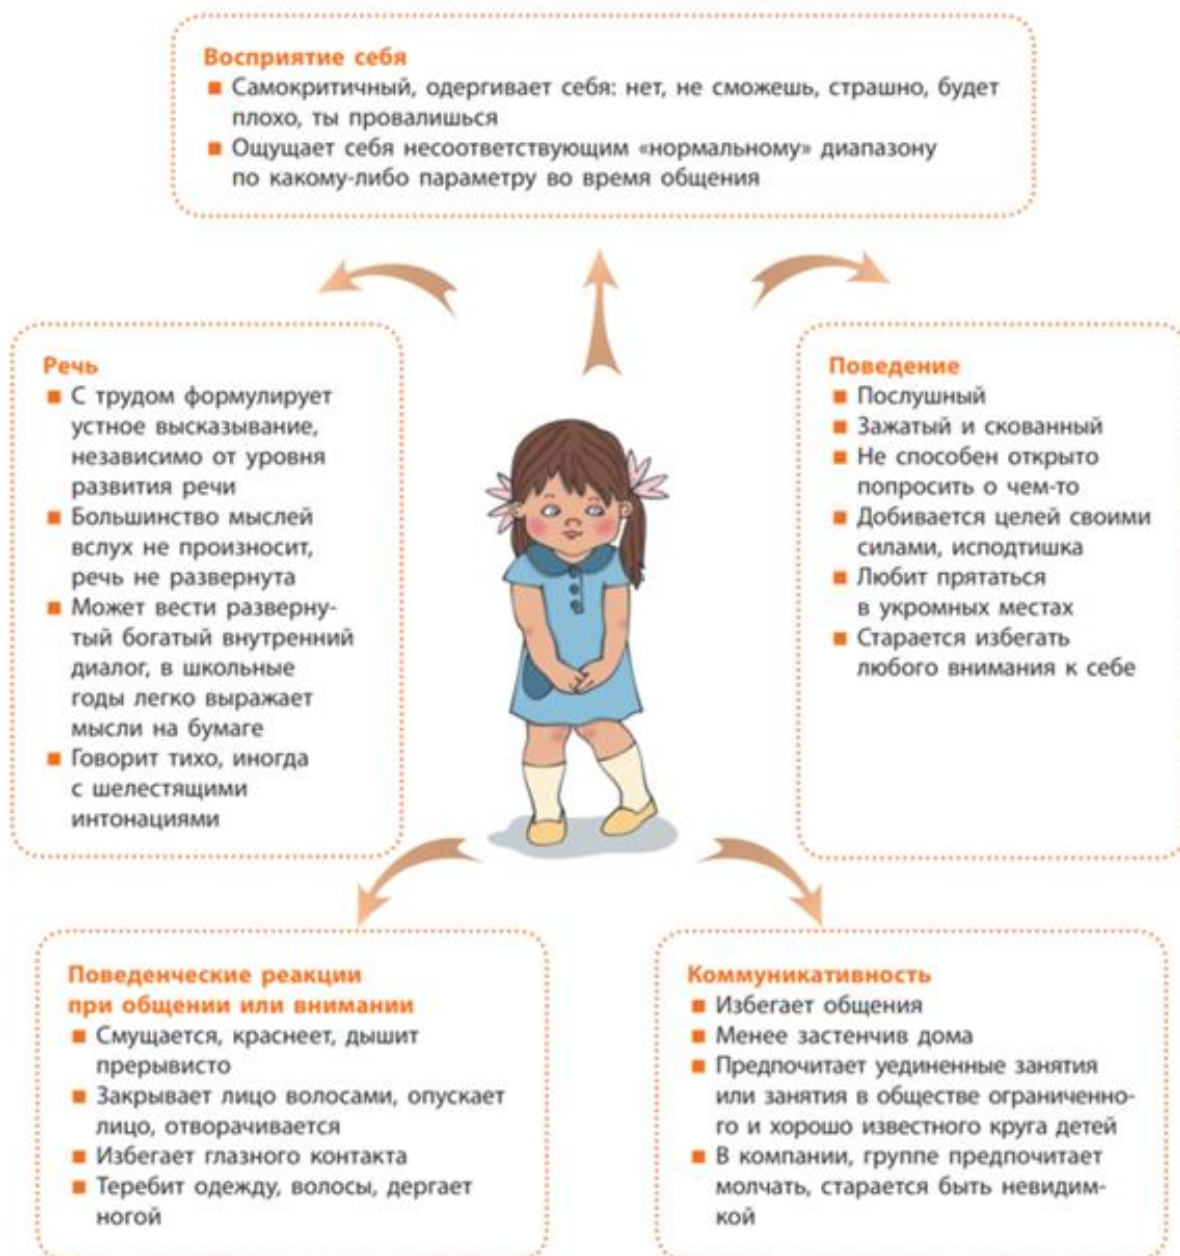 Восприятие себя
■ Самокритичный, одергивает себя: нет, не сможешь, страшно, будет
плохо, ты провалишься
■ Ощущает себя несоответствующим «нормальному» диапазону
по какому-либо параметру во время общения
Речь
■ С трудом формулирует
устное высказывание,
независимо от уровня
развития речи
■ Большинство мыслей
вслух не произносит,
речь не развернута
■ Может вести разверну-
тый богатый внутренний
диалог, в школьные
годы легко выражает
мысли на бумаге
■ Говорит тихо, иногда
с шелестящими
интонациями
Поведение
■ Послушный
■ Зажатый и скованный
■ Не способен открыто
попросить о чем-то
■ Добивается целей своими
силами, исподтишка
■ Любит прятаться
в укромных местах
■ Старается избегать
любого внимания к себе
Поведенческие реакции
при общении или внимании
■ Смущается, краснеет, дышит
прерывисто
■ Закрывает лицо волосами, опускает
лицо, отворачивается
■ Избегает глазного контакта
■ Теребит одежду, волосы, дергает
ногой
Коммуникативность
■ Избегает общения
■ Менее застенчив дома
■ Предпочитает уединенные занятия
или занятия в обществе ограниченно-
го и хорошо известного круга детей
■ В компании, группе предпочитает
молчать, старается быть невидим-
кой